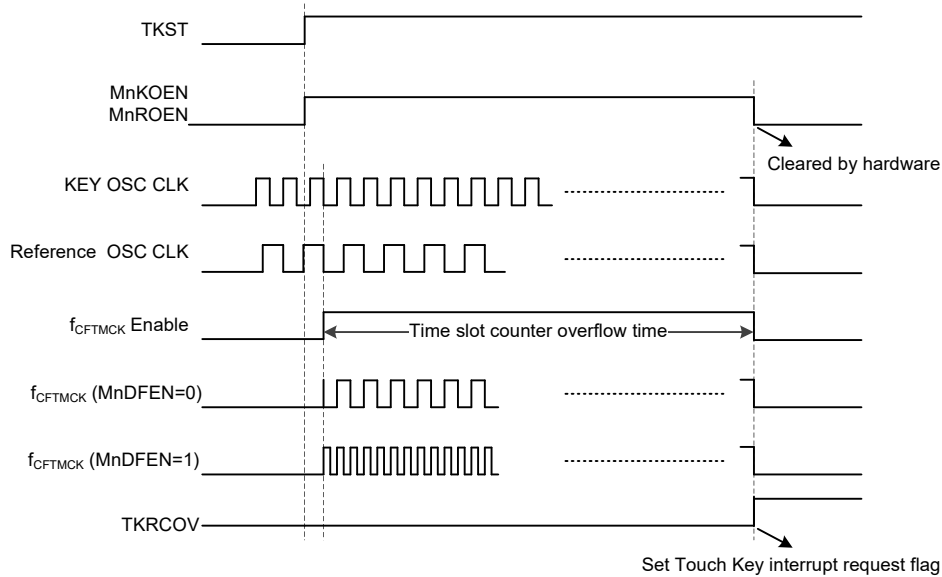 TKST
MnKOEN
MnROEN
Cleared by hardware
KEY OSC CLK
Reference OSC CLK
fCFTMCK Enable
Time slot counter overflow time
fCFTMCK (MnDFEN=0)
fCFTMCK (MnDFEN=1)
TKRCOV
Set Touch Key interrupt request flag